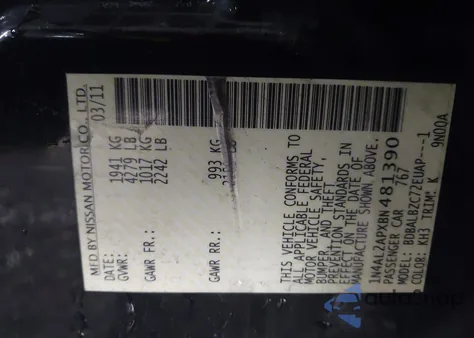 MFD BY NISSAN MOTOR CO., LTD.
DATE: 03/11
GVWR: 1941 KG
4279 LB
GAWR FR.: 1017 KG
2242 LB
GAWR RR.: 993 KG
LB
THIS VEHICLE CONFORMS TO
ALL APPLICABLE FEDERAL
MOTOR VEHICLE SAFETY,
BUMPER, AND THEFT
PREVENTION STANDARDS IN
EFFECT ON THE DATE OF
MANUFACTURE SHOWN ABOVE.
1N4AL2APXBN481390
PASSENGER CAR 767
MODEL: BDBALBZC72EUAP---1
COLOR: KH3 TRIM: K 9N00A